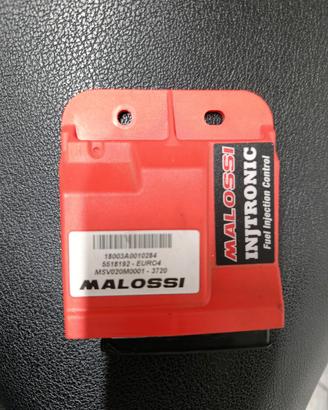 MALOSSI
INJTRONIC
Fuel Injection Control
18003A0010284
5518192 - EURO4
MSV020M0001 - 3720
MALOSSI